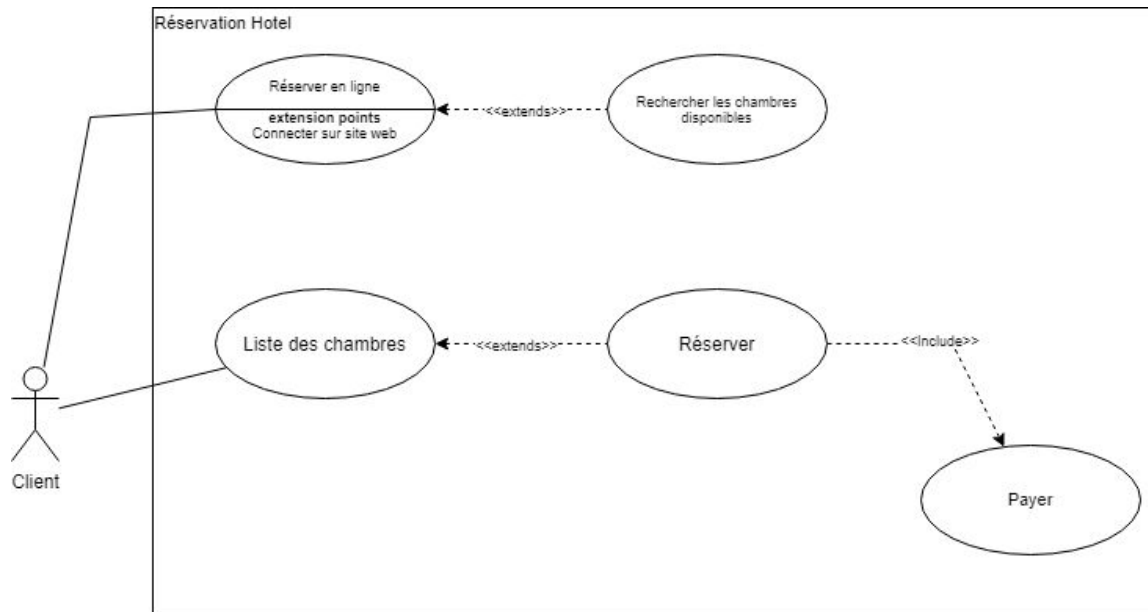 Réservation Hotel
Réserver en ligne
extension points
Connecter sur site web
<<extends>>
Rechercher les chambres
disponibles
Liste des chambres
<<extends>>
Réserver
<<Include>>
Client
Payer